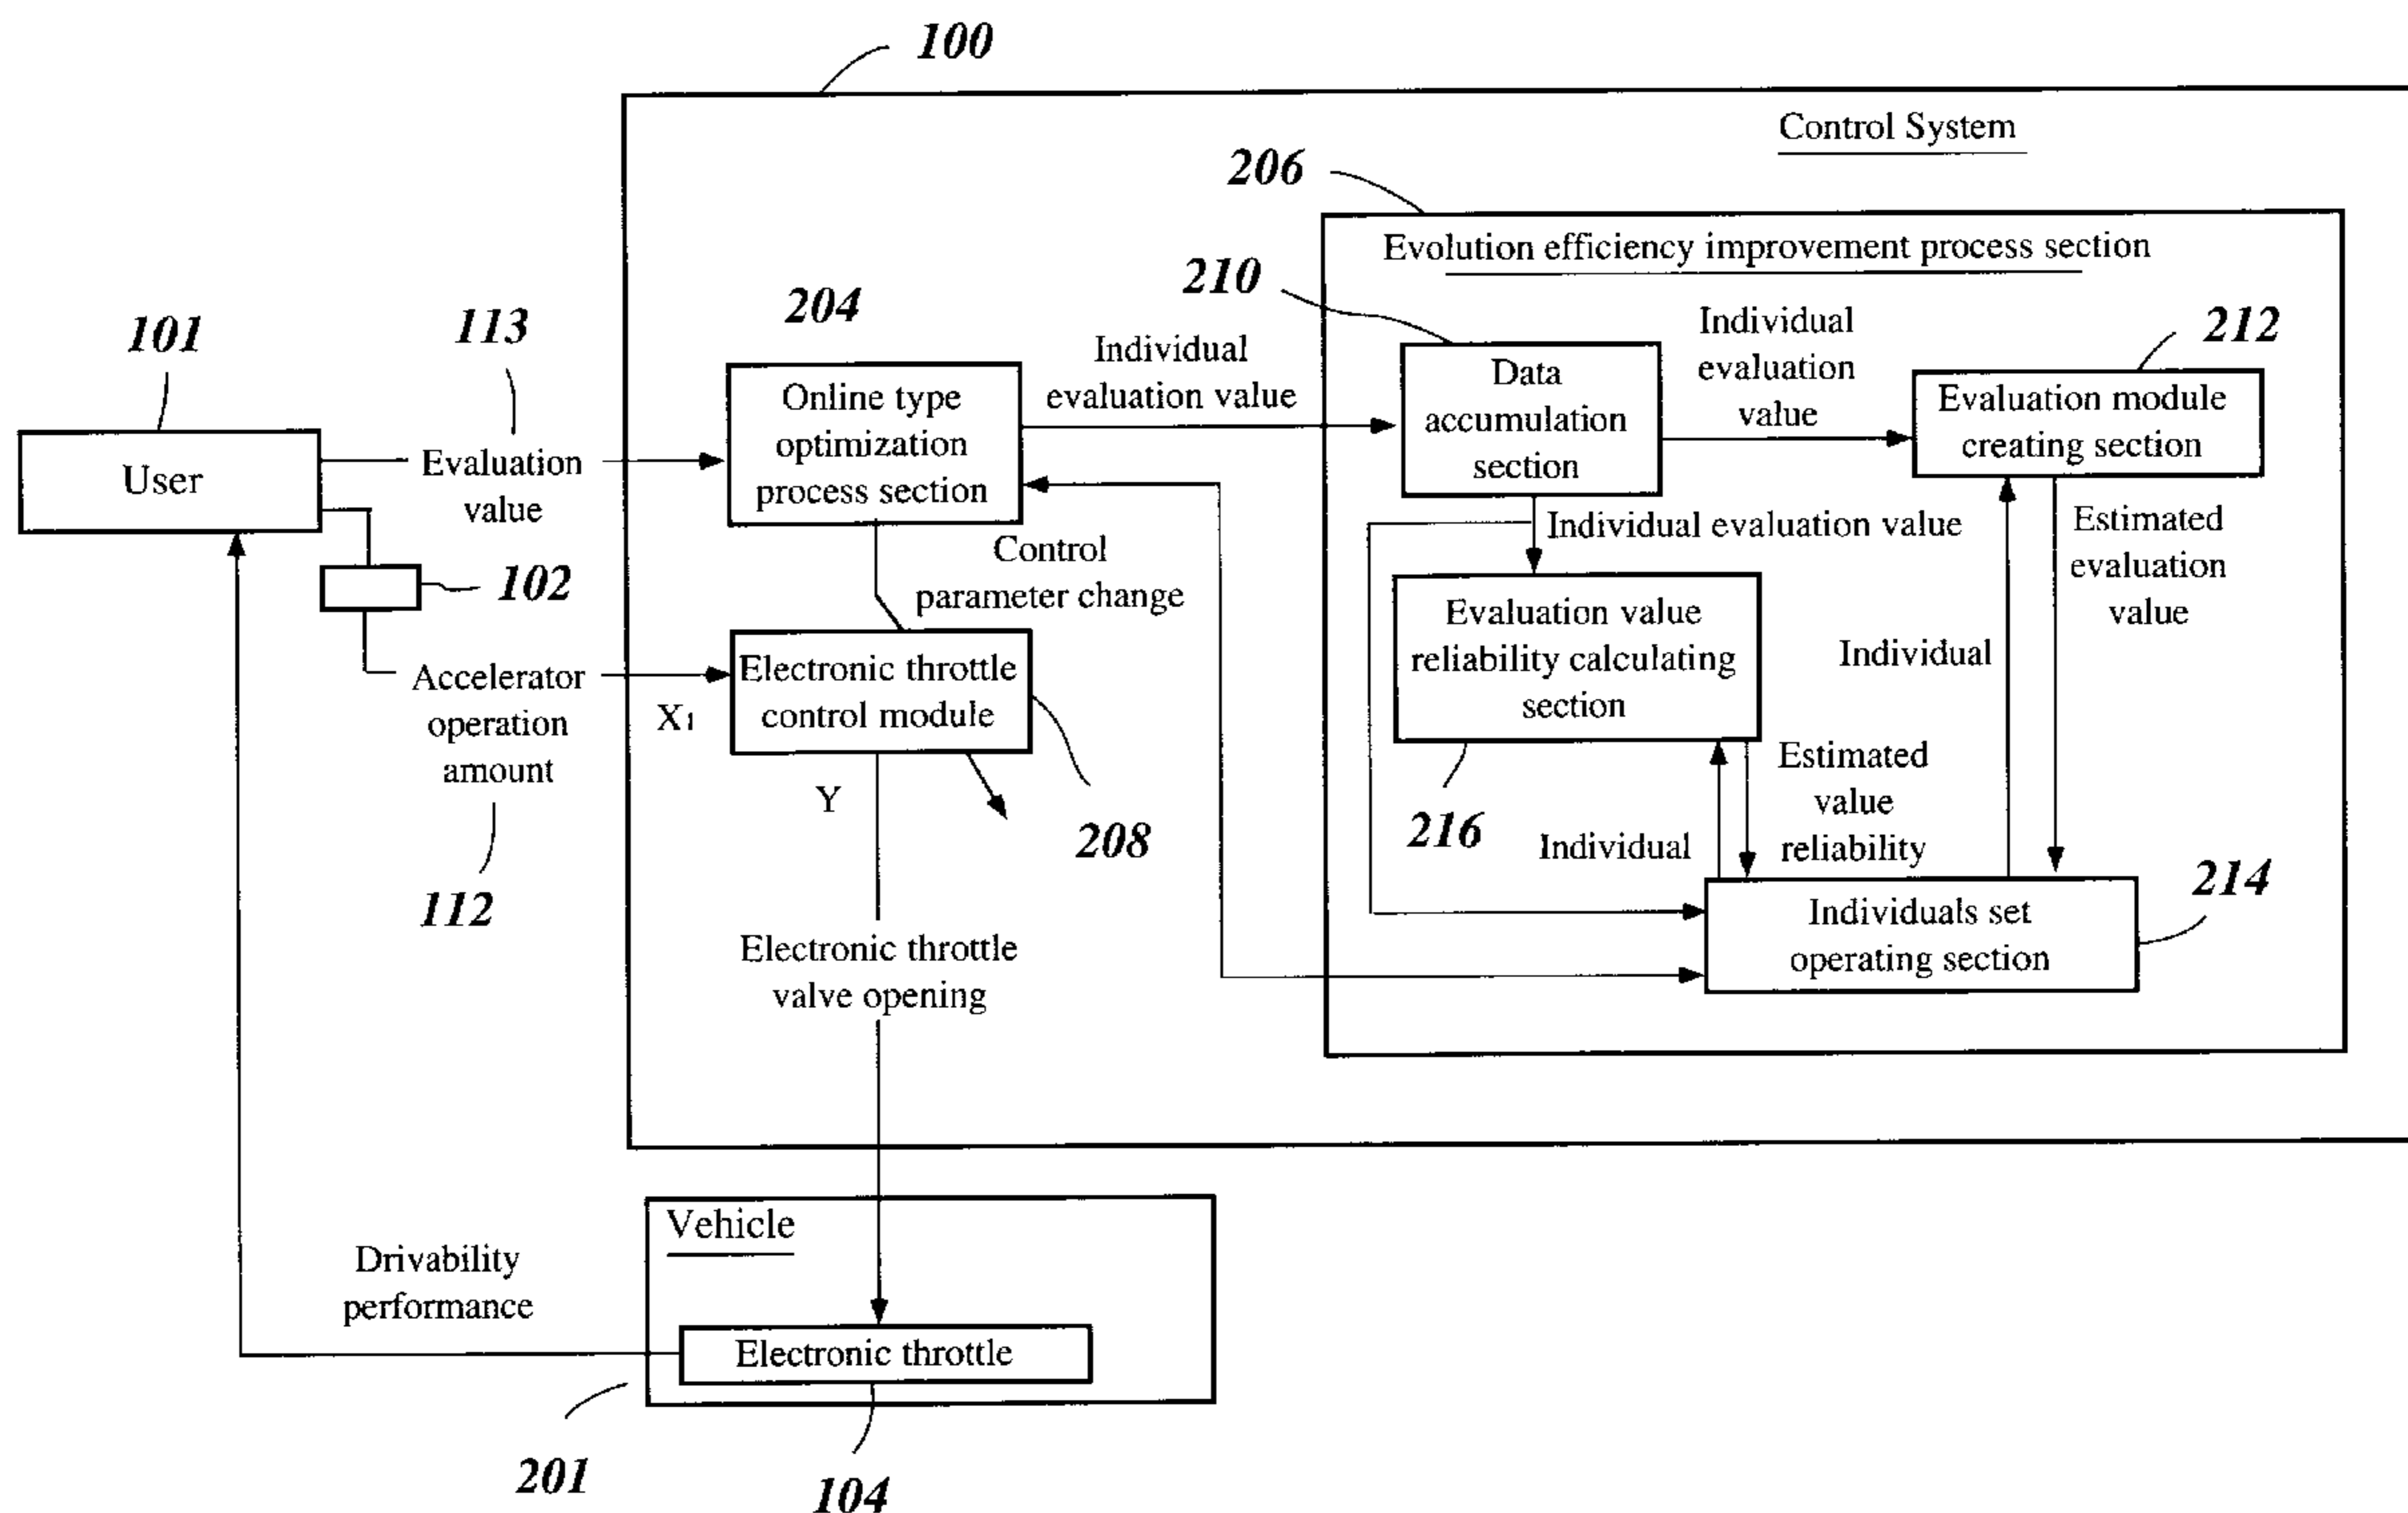 100
Control System
206
Evolution efficiency improvement process section
210
204
101
113
Individual
evaluation value
Individual
evaluation
value
212
User
Evaluation
value
Online type
optimization
process section
Data
accumulation
section
Evaluation module
creating section
102
Control
parameter change
Individual evaluation value
Estimated
evaluation
value
Evaluation value
reliability calculating
section
Individual
Accelerator
operation
amount
X1
Electronic throttle
control module
Y
208
216
Individual
Estimated
value
reliability
112
214
Individuals set
operating section
Electronic throttle
valve opening
Vehicle
Drivability
performance
Electronic throttle
201
104